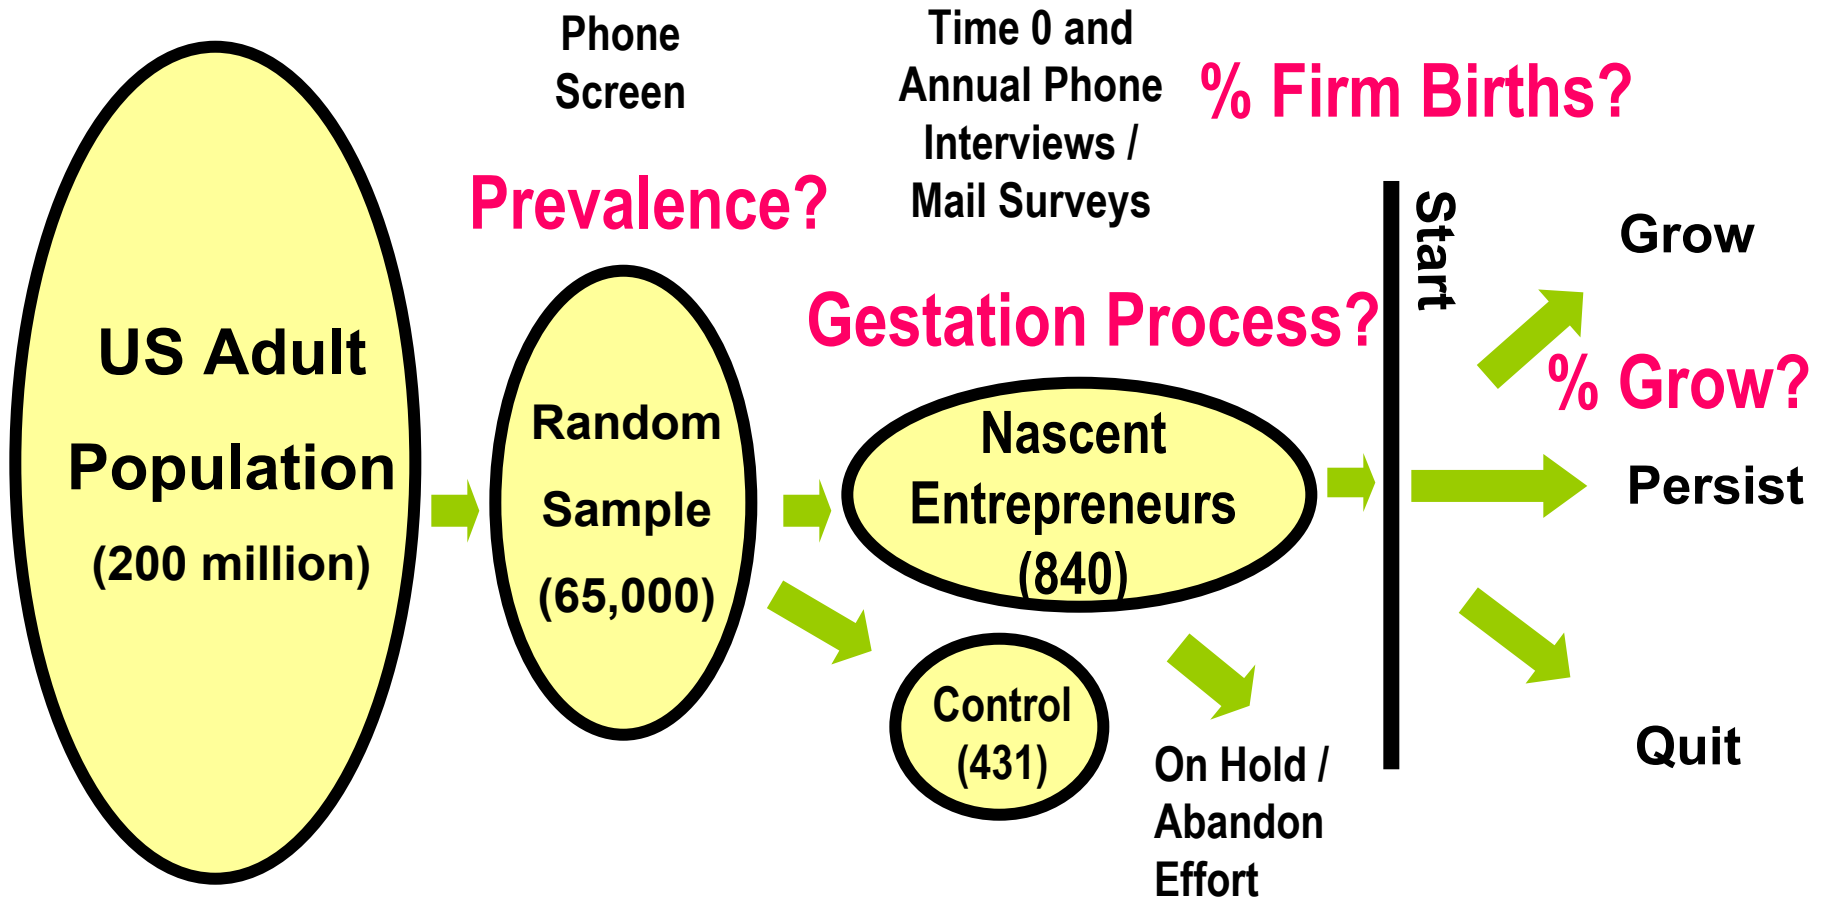 Phone
Screen
Time 0 and
Annual Phone
Interviews /
Mail Surveys
% Firm Births?
Prevalence?
Gestation Process?
Start
US Adult
Population
(200 million)
Random
Sample
(65,000)
Nascent
Entrepreneurs
(840)
Control
(431)
On Hold /
Abandon
Effort
Grow
% Grow?
Persist
Quit